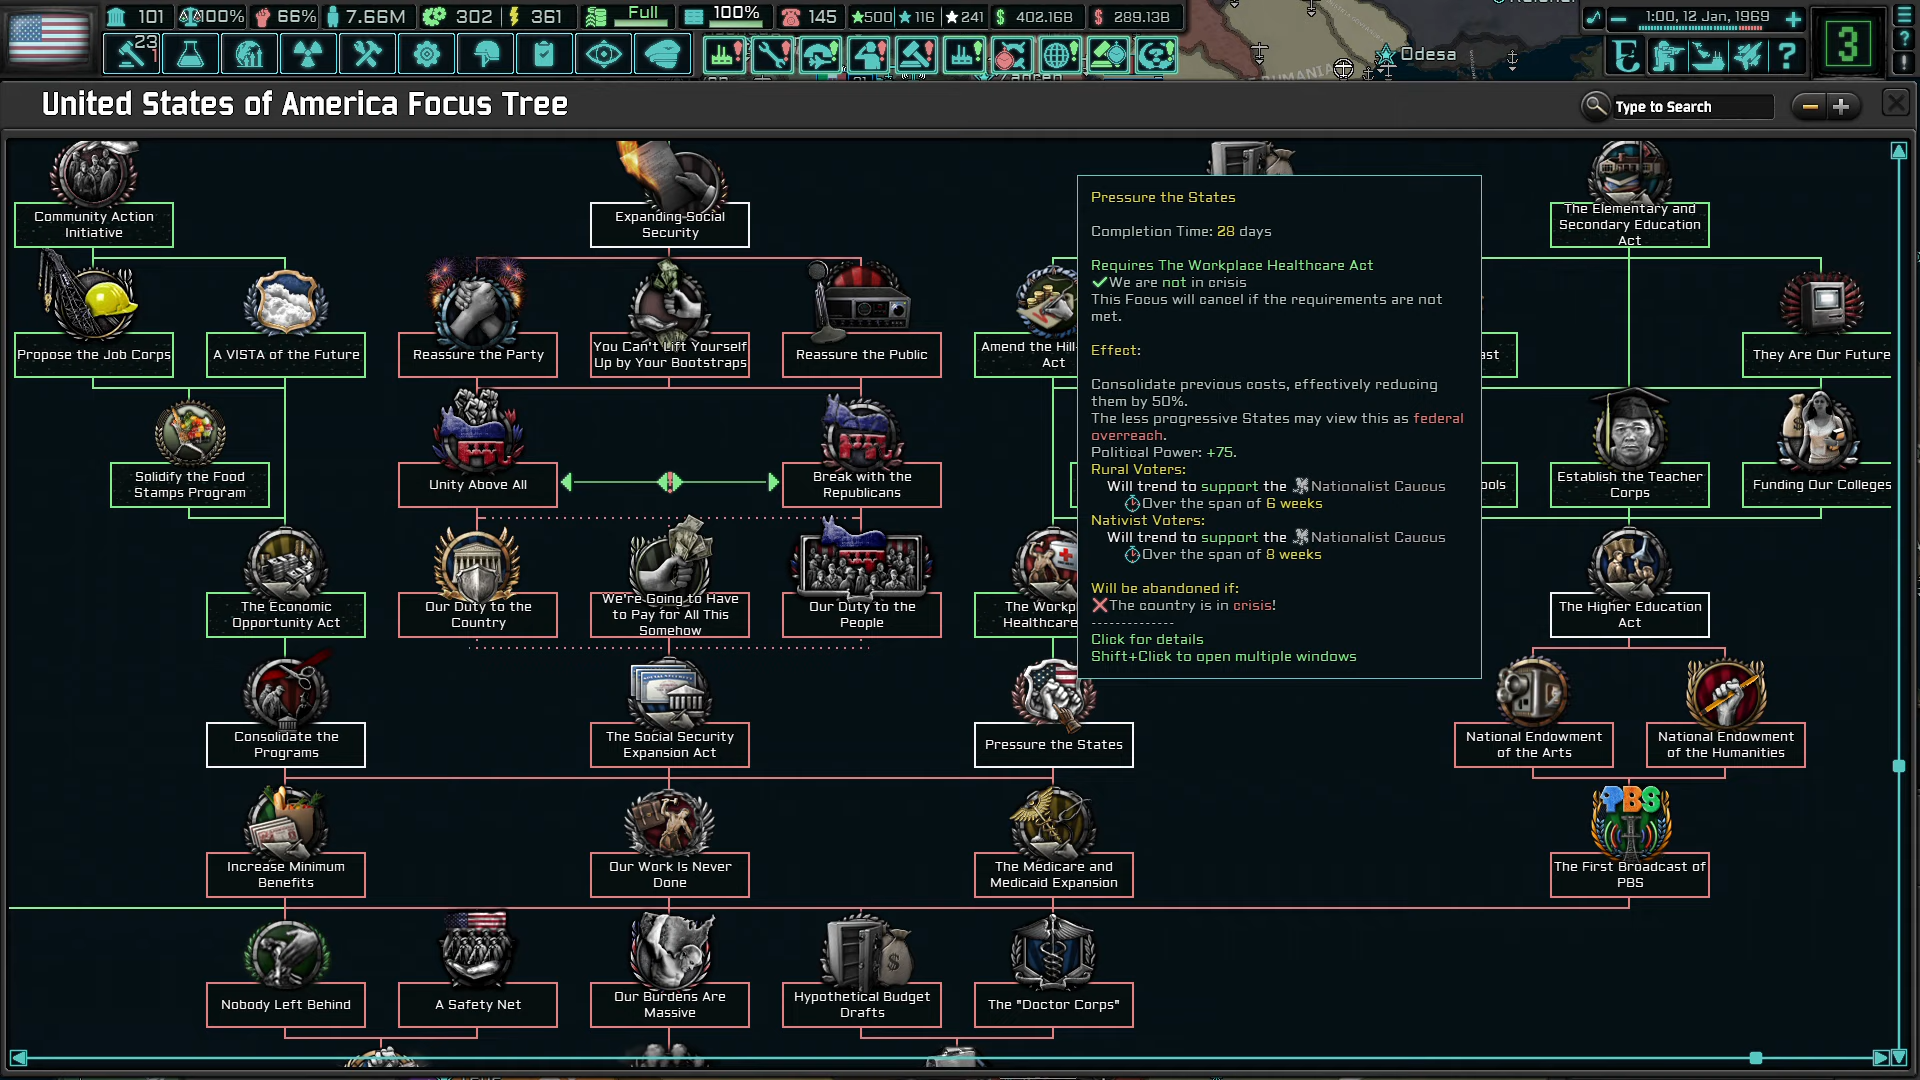 101
100%
66%
7.66M
302
361
Full
100%
145
500
116
241
$ 402.16B
$ 289.13B
1:00, 12 Jan, 1969
3
23
Odesa
RUMANIA
United States of America Focus Tree
Type to Search
Community Action
Initiative
Expanding Social
Security
The Elementary and
Secondary Education
Act
Propose the Job Corps
A VISTA of the Future
Reassure the Party
You Can't Lift Yourself
Up by Your Bootstraps
Reassure the Public
Amend the Hill-
Act
They Are Our Future
Solidify the Food
Stamps Program
Unity Above All
Break with the
Republicans
Establish the Teacher
Corps
Funding Our Colleges
The Economic
Opportunity Act
Our Duty to the
Country
We're Going to Have
to Pay for All This
Somehow
Our Duty to the
People
The Workp
Healthcare
The Higher Education
Act
Consolidate the
Programs
The Social Security
Expansion Act
Pressure the States
National Endowment
of the Arts
National Endowment
of the Humanities
PBS
Increase Minimum
Benefits
Our Work Is Never
Done
The Medicare and
Medicaid Expansion
The First Broadcast of
PBS
Nobody Left Behind
A Safety Net
Our Burdens Are
Massive
Hypothetical Budget
Drafts
The "Doctor Corps"
Pressure the States
Completion Time: 28 days
Requires The Workplace Healthcare Act
We are not in crisis
This Focus will cancel if the requirements are not
met.
Effect:
Consolidate previous costs, effectively reducing
them by 50%.
The less progressive States may view this as federal
overreach.
Political Power: +75.
Rural Voters:
Will trend to support the Nationalist Caucus
Over the span of 6 weeks
Nativist Voters:
Will trend to support the Nationalist Caucus
Over the span of 8 weeks
Will be abandoned if:
The country is in crisis!
--------------
Click for details
Shift+Click to open multiple windows